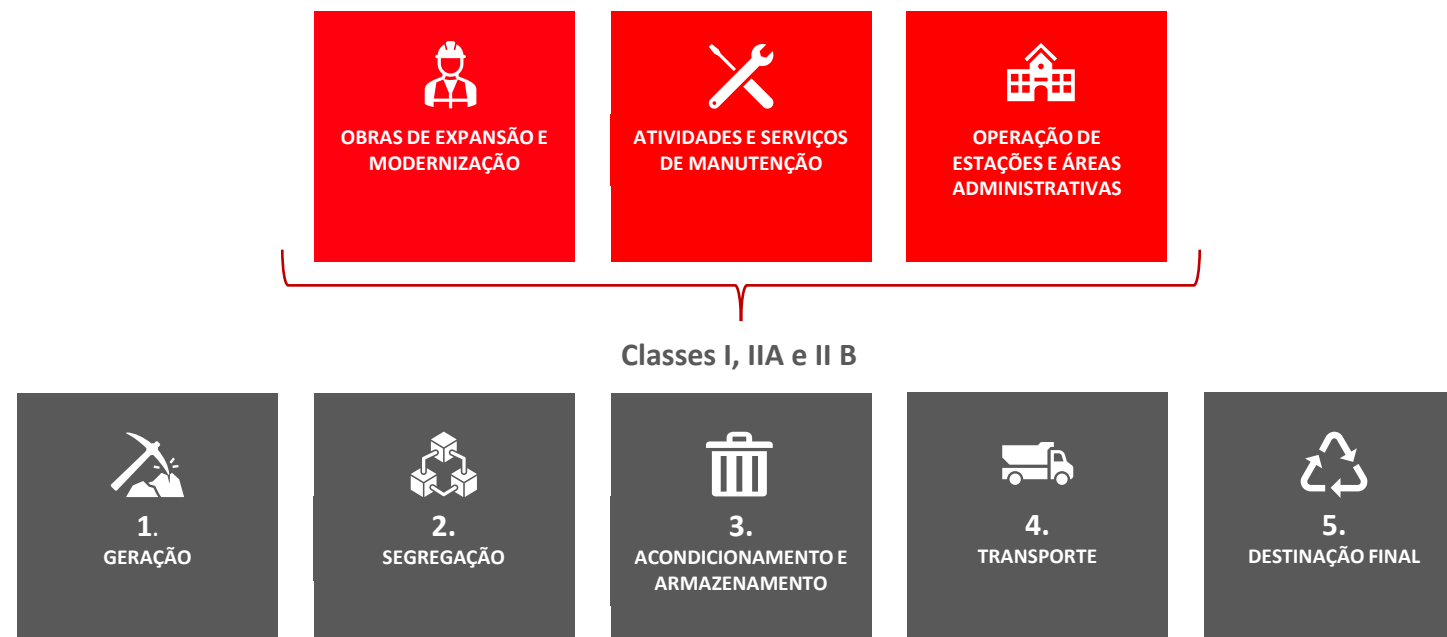 OBRAS DE EXPANSÃO E
MODERNIZAÇÃO
ATIVIDADES E SERVIÇOS
DE MANUTENÇÃO
OPERAÇÃO DE
ESTAÇÕES E ÁREAS
ADMINISTRATIVAS
Classes I, IIA e II B
1.
GERAÇÃO
2.
SEGREGAÇÃO
3.
ACONDICIONAMENTO E
ARMAZENAMENTO
4.
TRANSPORTE
5.
DESTINAÇÃO FINAL